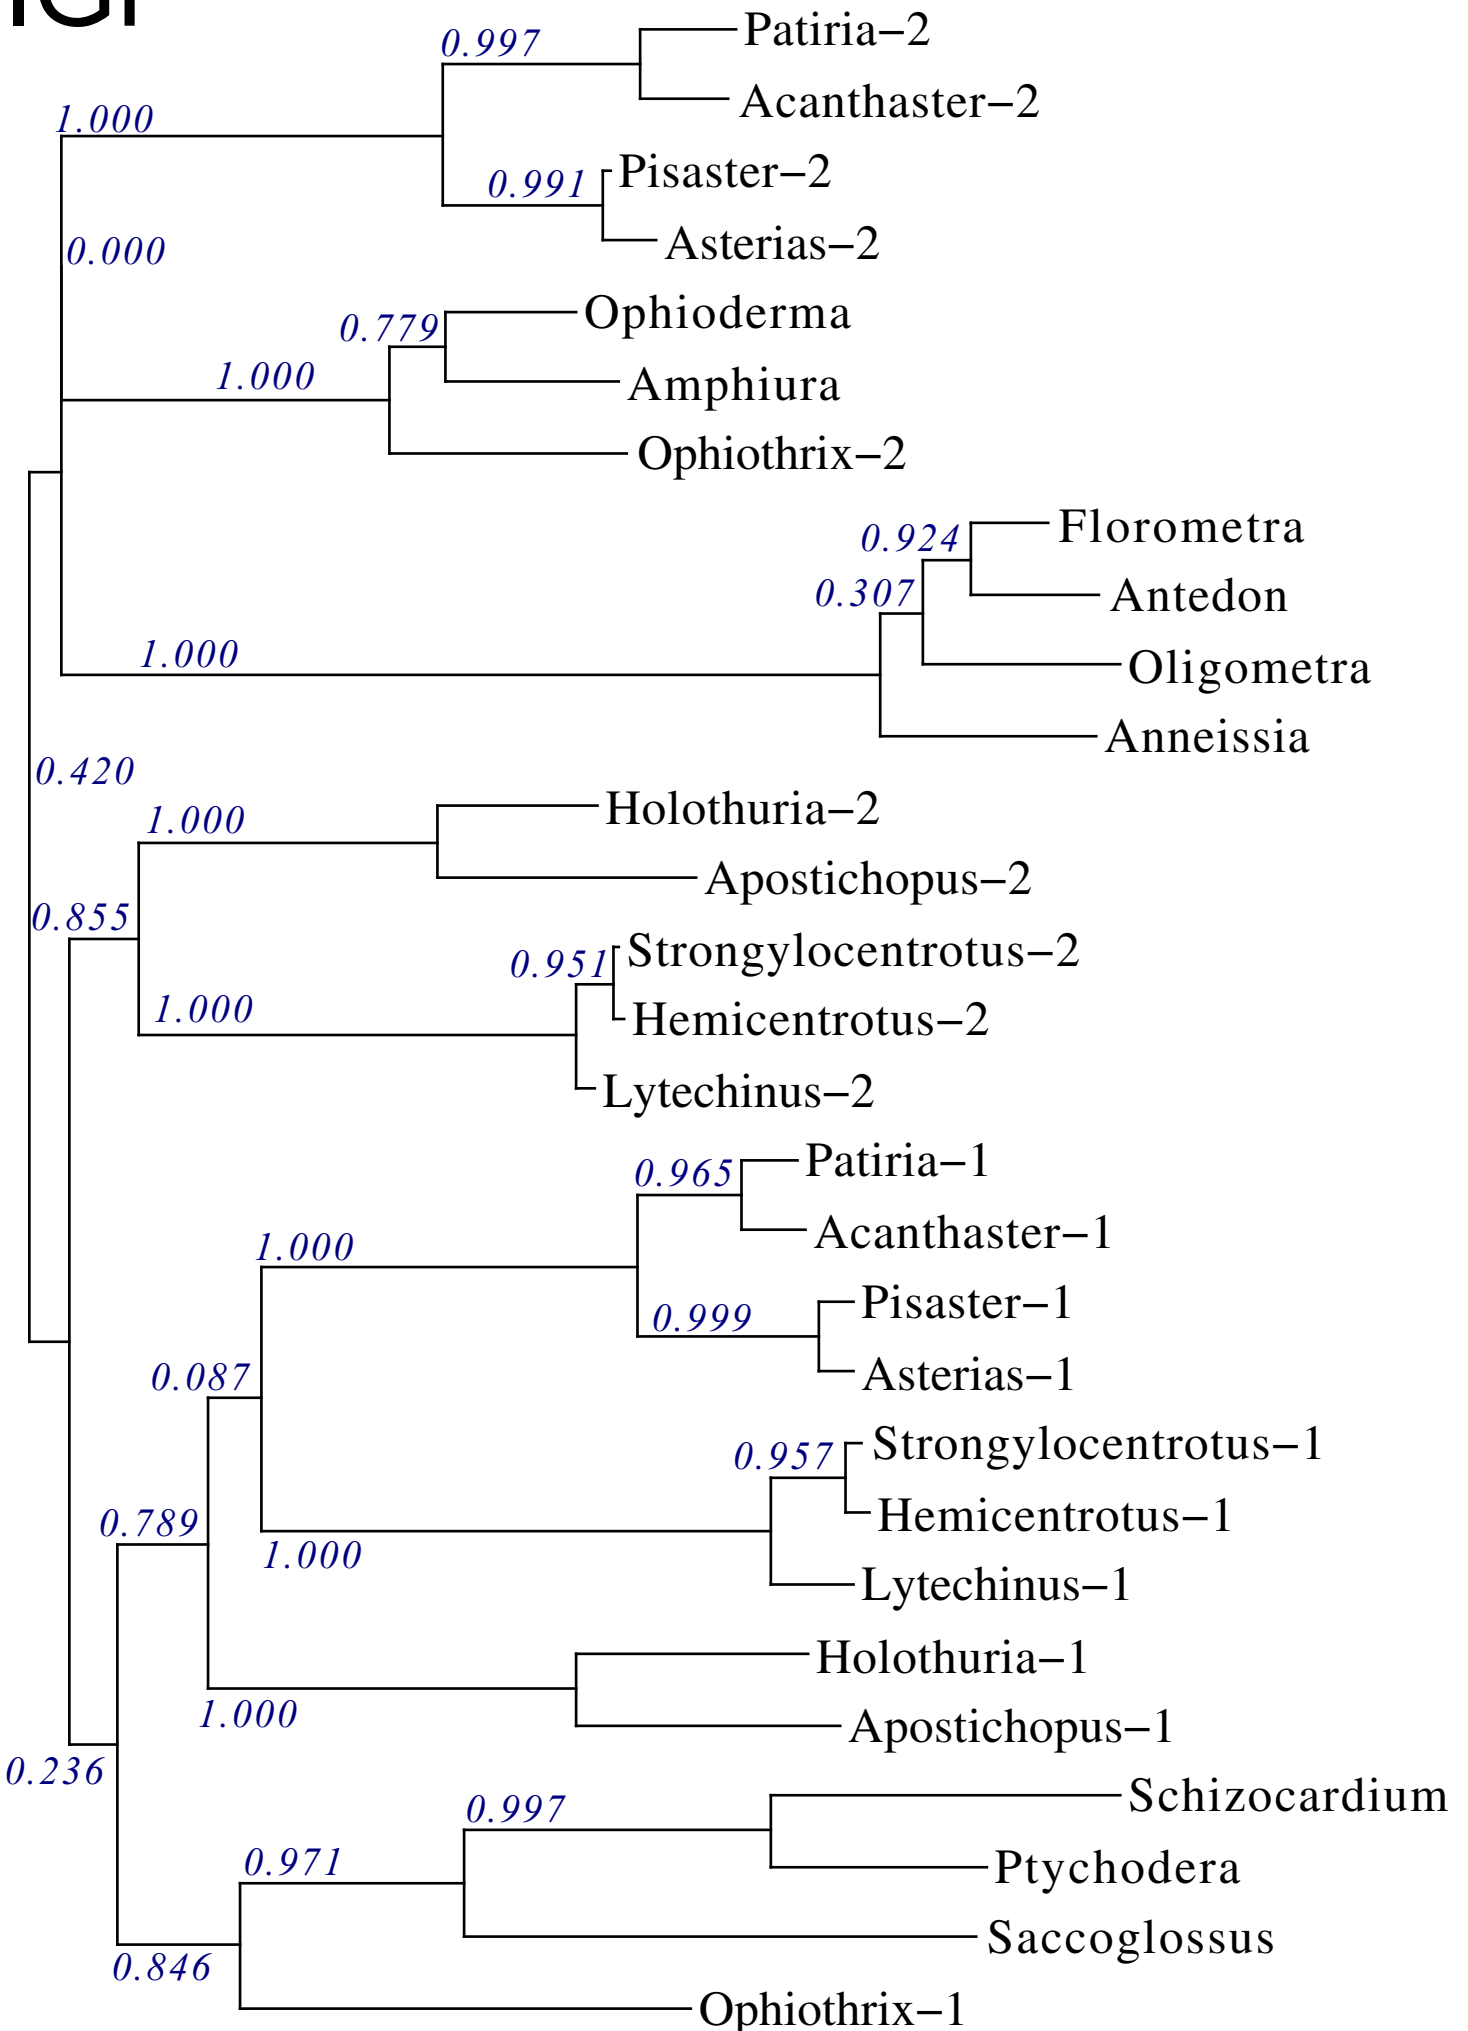 0.997
Patiria−2
Acanthaster−2
1.000
Pisaster−2
0.991
Asterias−2
0.000
Ophioderma
0.779
Amphiura
1.000
Ophiothrix−2
Florometra
0.924
Antedon
0.307
Oligometra
1.000
Anneissia
0.420
Holothuria−2
1.000
Apostichopus−2
0.855
Strongylocentrotus−2
0.951
Hemicentrotus−2
1.000
Lytechinus−2
Patiria−1
0.965
Acanthaster−1
1.000
Pisaster−1
0.999
Asterias−1
0.087
Strongylocentrotus−1
0.957
Hemicentrotus−1
0.789
1.000
Lytechinus−1
Holothuria−1
1.000
Apostichopus−1
0.236
Schizocardium
0.997
Ptychodera
0.971
Saccoglossus
0.846
Ophiothrix−1